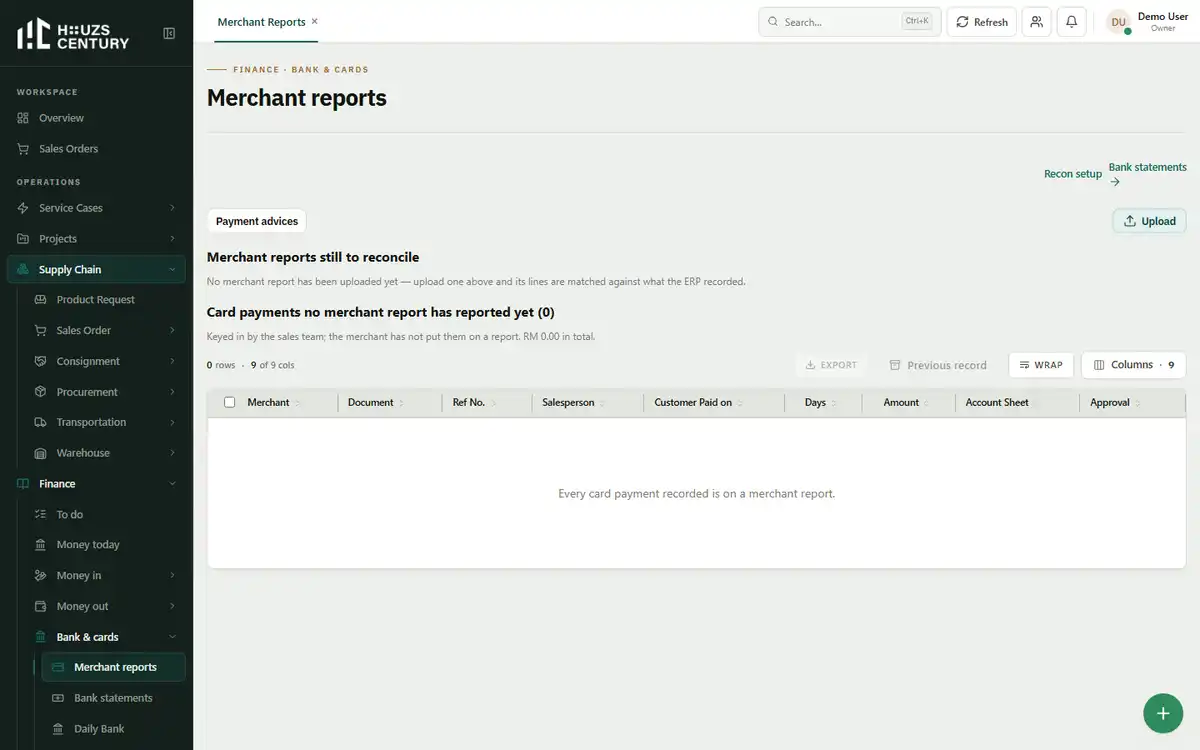 HOUZS
CENTURY
WORKSPACE
Overview
Sales Orders
OPERATIONS
Service Cases
Projects
Supply Chain
Product Request
Sales Order
Consignment
Procurement
Transportation
Warehouse
Finance
To do
Money today
Money in
Money out
Bank & cards
Merchant reports
Bank statements
Daily Bank
Merchant Reports ×
Search... Ctrl+K
Refresh
DU
Demo User
Owner
FINANCE · BANK & CARDS
Merchant reports
Recon setup
Bank statements
→
Payment advices
Upload
Merchant reports still to reconcile
No merchant report has been uploaded yet — upload one above and its lines are matched against what the ERP recorded.
Card payments no merchant report has reported yet (0)
Keyed in by the sales team; the merchant has not put them on a report. RM 0.00 in total.
0 rows · 9 of 9 cols
EXPORT
Previous record
WRAP
Columns · 9
Merchant Document Ref No. Salesperson Customer Paid on Days Amount Account Sheet Approval
Every card payment recorded is on a merchant report.
+